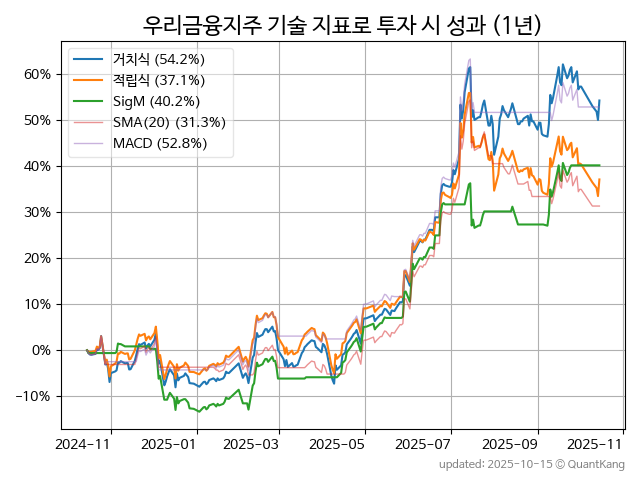 우리금융지주 기술 지표로 투자 시 성과 (1년)
거치식 (54.2%)
적립식 (37.1%)
SigM (40.2%)
SMA(20) (31.3%)
MACD (52.8%)
60%
50%
40%
30%
20%
10%
0%
−10%
2024-11 2025-01 2025-03 2025-05 2025-07 2025-09 2025-11
updated: 2025-10-15 © QuantKang